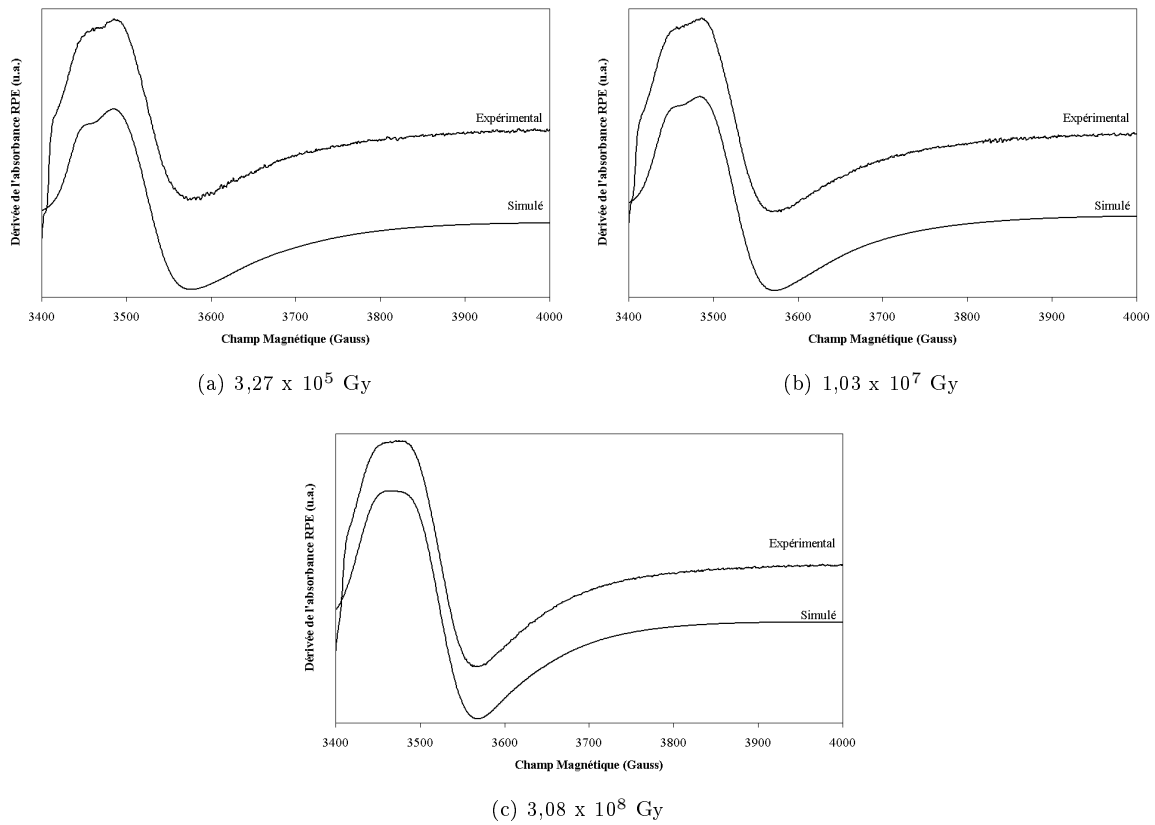 Dérivée de l'absorbance RPE (u.a.)
Expérimental
Simulé
3400 3500 3600 3700 3800 3900 4000
Champ Magnétique (Gauss)
(a) 3,27 x 10⁵ Gy
Dérivée de l'absorbance RPE (u.a.)
Expérimental
Simulé
3400 3500 3600 3700 3800 3900 4000
Champ Magnétique (Gauss)
(b) 1,03 x 10⁷ Gy
Dérivée de l'absorbance RPE (u.a.)
Expérimental
Simulé
3400 3500 3600 3700 3800 3900 4000
Champ Magnétique (Gauss)
(c) 3,08 x 10⁸ Gy